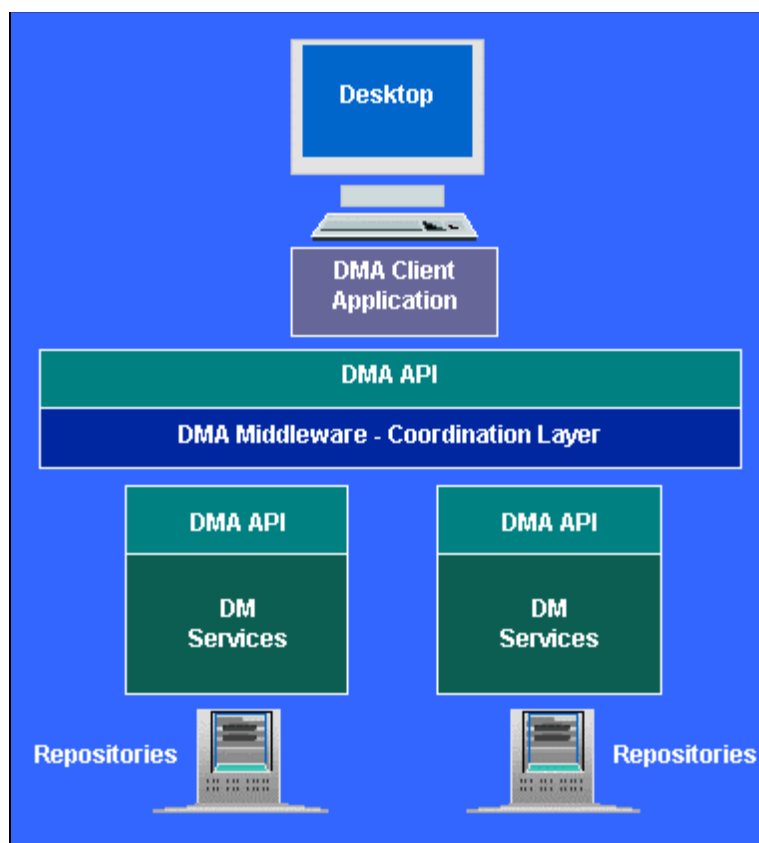 Desktop
DMA Client
Application
DMA API
DMA Middleware - Coordination Layer
DMA API
DMA API
DM
Services
DM
Services
Repositories
Repositories